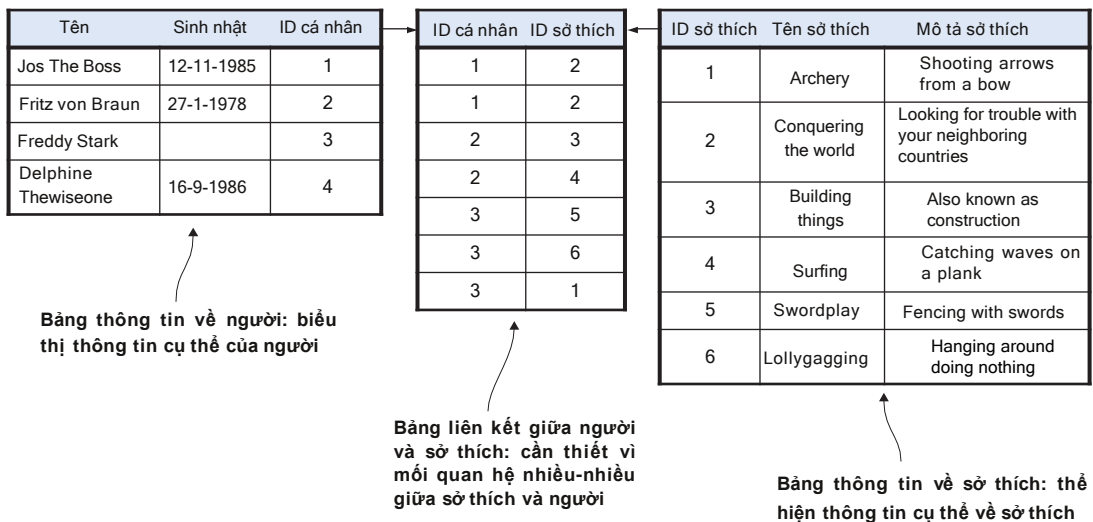 Tên Sinh nhật ID cá nhân
Jos The Boss 12-11-1985 1
Fritz von Braun 27-1-1978 2
Freddy Stark 3
Delphine
Thewiseone 16-9-1986 4
Bảng thông tin về người: biểu
thị thông tin cụ thể của người
ID cá nhân ID sở thích
1 2
1 2
2 3
2 4
3 5
3 6
3 1
Bảng liên kết giữa người
và sở thích: cần thiết vì
mối quan hệ nhiều-nhiều
giữa sở thích và người
ID sở thích Tên sở thích Mô tả sở thích
1 Archery Shooting arrows
from a bow
2 Conquering
the world Looking for trouble with
your neighboring
countries
3 Building
things Also known as
construction
4 Surfing Catching waves on
a plank
5 Swordplay Fencing with swords
6 Lollygagging Hanging around
doing nothing
Bảng thông tin về sở thích: thể
hiện thông tin cụ thể về sở thích